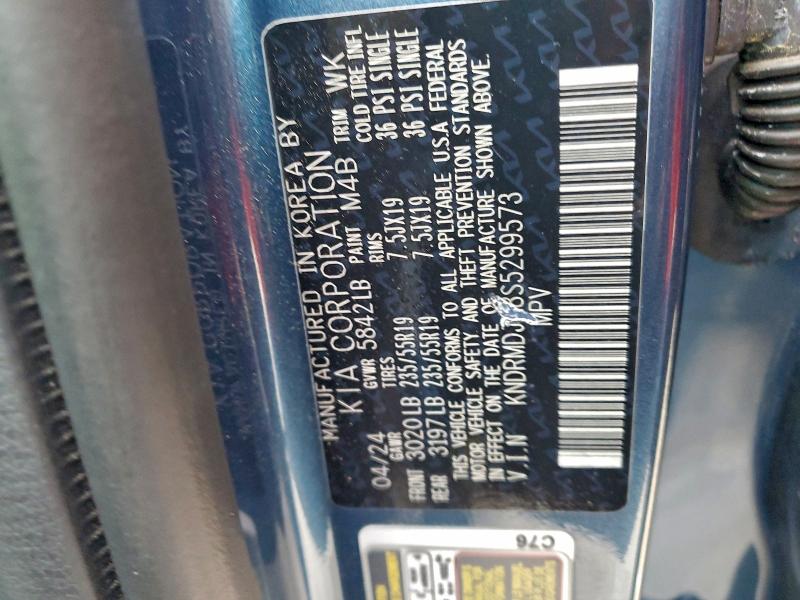 MANUFACTURED IN KOREA BY
KIA CORPORATION
04/24 GVWR 5842LB PAINT M4B TRIM WK
GAWR TIRES RIMS COLD TIRE INFL
FRONT 3020LB 235/55R19 7.5JX19 36 PSI SINGLE
REAR 3197LB 235/55R19 7.5JX19 36 PSI SINGLE
THIS VEHICLE CONFORMS TO ALL APPLICABLE U.S.A FEDERAL
MOTOR VEHICLE SAFETY AND THEFT PREVENTION STANDARDS
IN EFFECT ON THE DATE OF MANUFACTURE SHOWN ABOVE.
V.I.N
MPV
C76